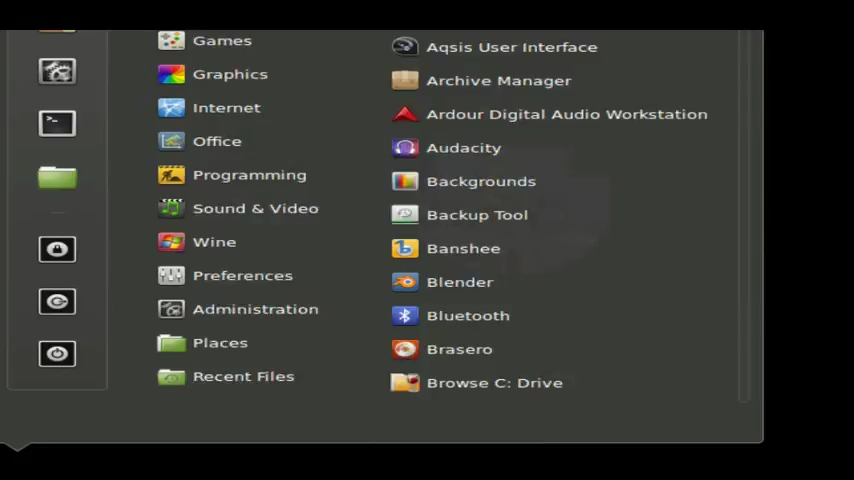 Games
Graphics
Internet
Office
Programming
Sound & Video
Wine
Preferences
Administration
Places
Recent Files
Aqsis User Interface
Archive Manager
Ardour Digital Audio Workstation
Audacity
Backgrounds
Backup Tool
Banshee
Blender
Bluetooth
Brasero
Browse C: Drive